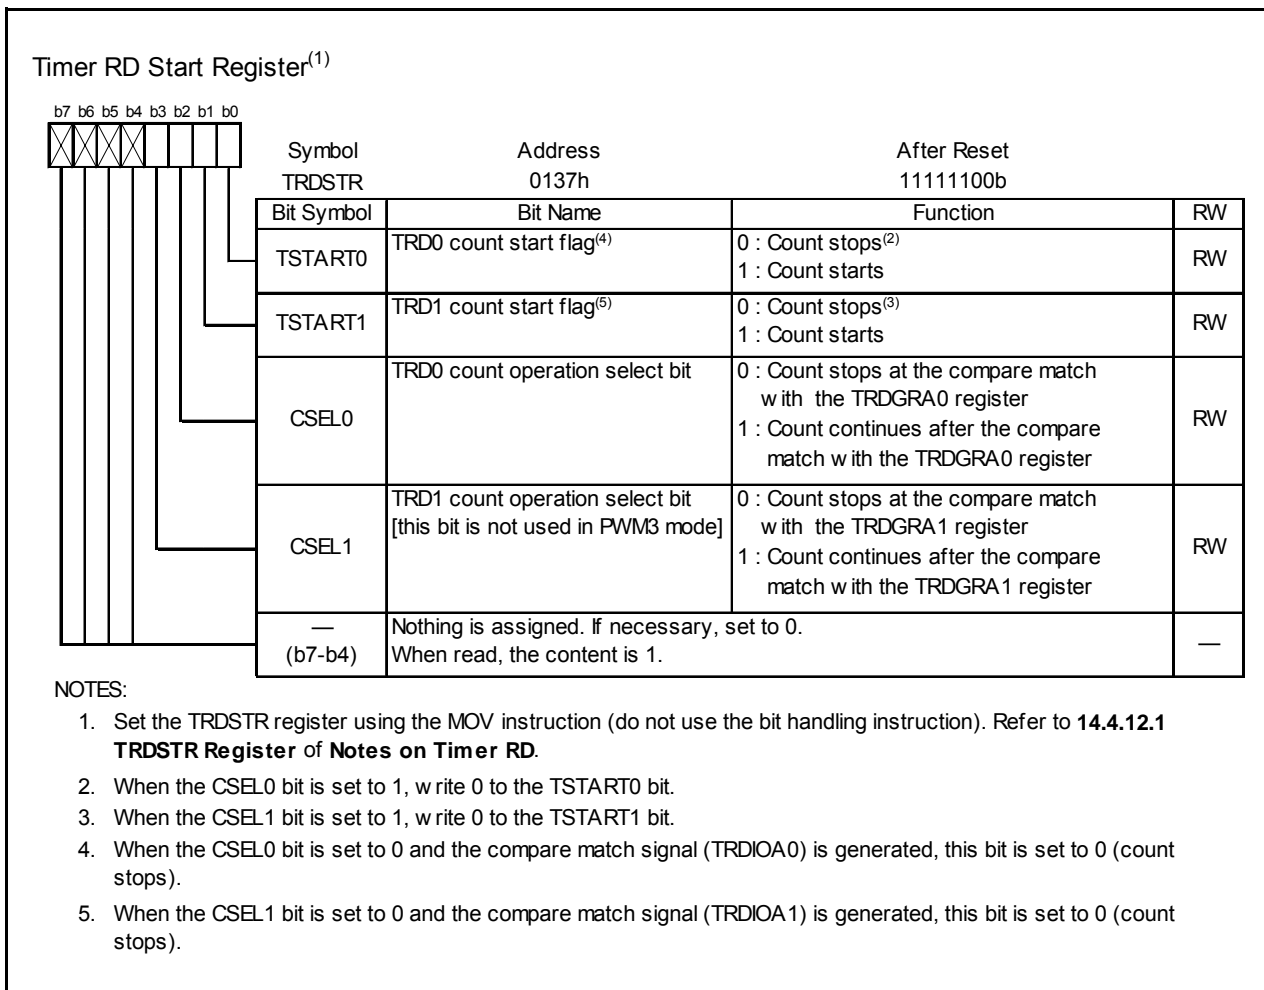 Timer RD Start Register(1)
b7 b6 b5 b4 b3 b2 b1 b0
Symbol Address After Reset
TRDSTR 0137h 11111100b
Bit Symbol Bit Name Function RW
TSTART0 TRD0 count start flag(4) 0 : Count stops(2) RW
1 : Count starts
TSTART1 TRD1 count start flag(5) 0 : Count stops(3) RW
1 : Count starts
CSEL0 TRD0 count operation select bit 0 : Count stops at the compare match RW
with the TRDGRA0 register
1 : Count continues after the compare
match with the TRDGRA0 register
CSEL1 TRD1 count operation select bit 0 : Count stops at the compare match RW
[this bit is not used in PWM3 mode] with the TRDGRA1 register
1 : Count continues after the compare
match with the TRDGRA1 register
— Nothing is assigned. If necessary, set to 0. —
(b7-b4) When read, the content is 1.
NOTES:
1. Set the TRDSTR register using the MOV instruction (do not use the bit handling instruction). Refer to 14.4.12.1
TRDSTR Register of Notes on Timer RD.
2. When the CSEL0 bit is set to 1, write 0 to the TSTART0 bit.
3. When the CSEL1 bit is set to 1, write 0 to the TSTART1 bit.
4. When the CSEL0 bit is set to 0 and the compare match signal (TRDIOA0) is generated, this bit is set to 0 (count
stops).
5. When the CSEL1 bit is set to 0 and the compare match signal (TRDIOA1) is generated, this bit is set to 0 (count
stops).